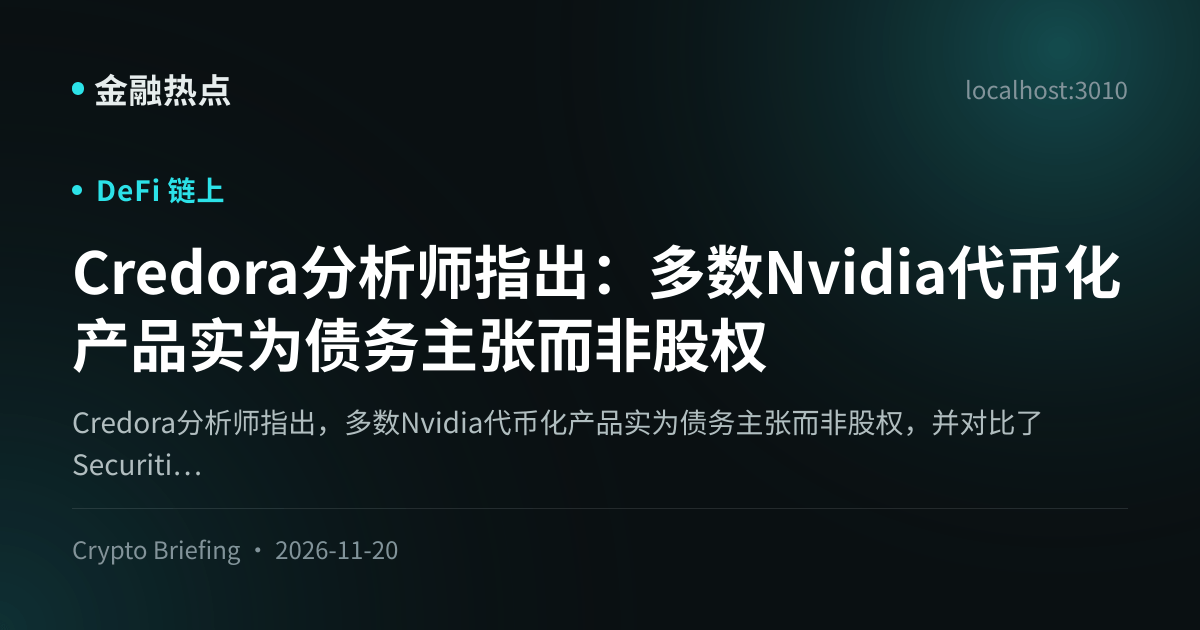 金融热点
localhost:3010
DeFi 链上
Credora分析师指出：多数Nvidia代币化
产品实为债务主张而非股权
Credora分析师指出，多数Nvidia代币化产品实为债务主张而非股权，并对比了
Securiti…
Crypto Briefing · 2026-11-20